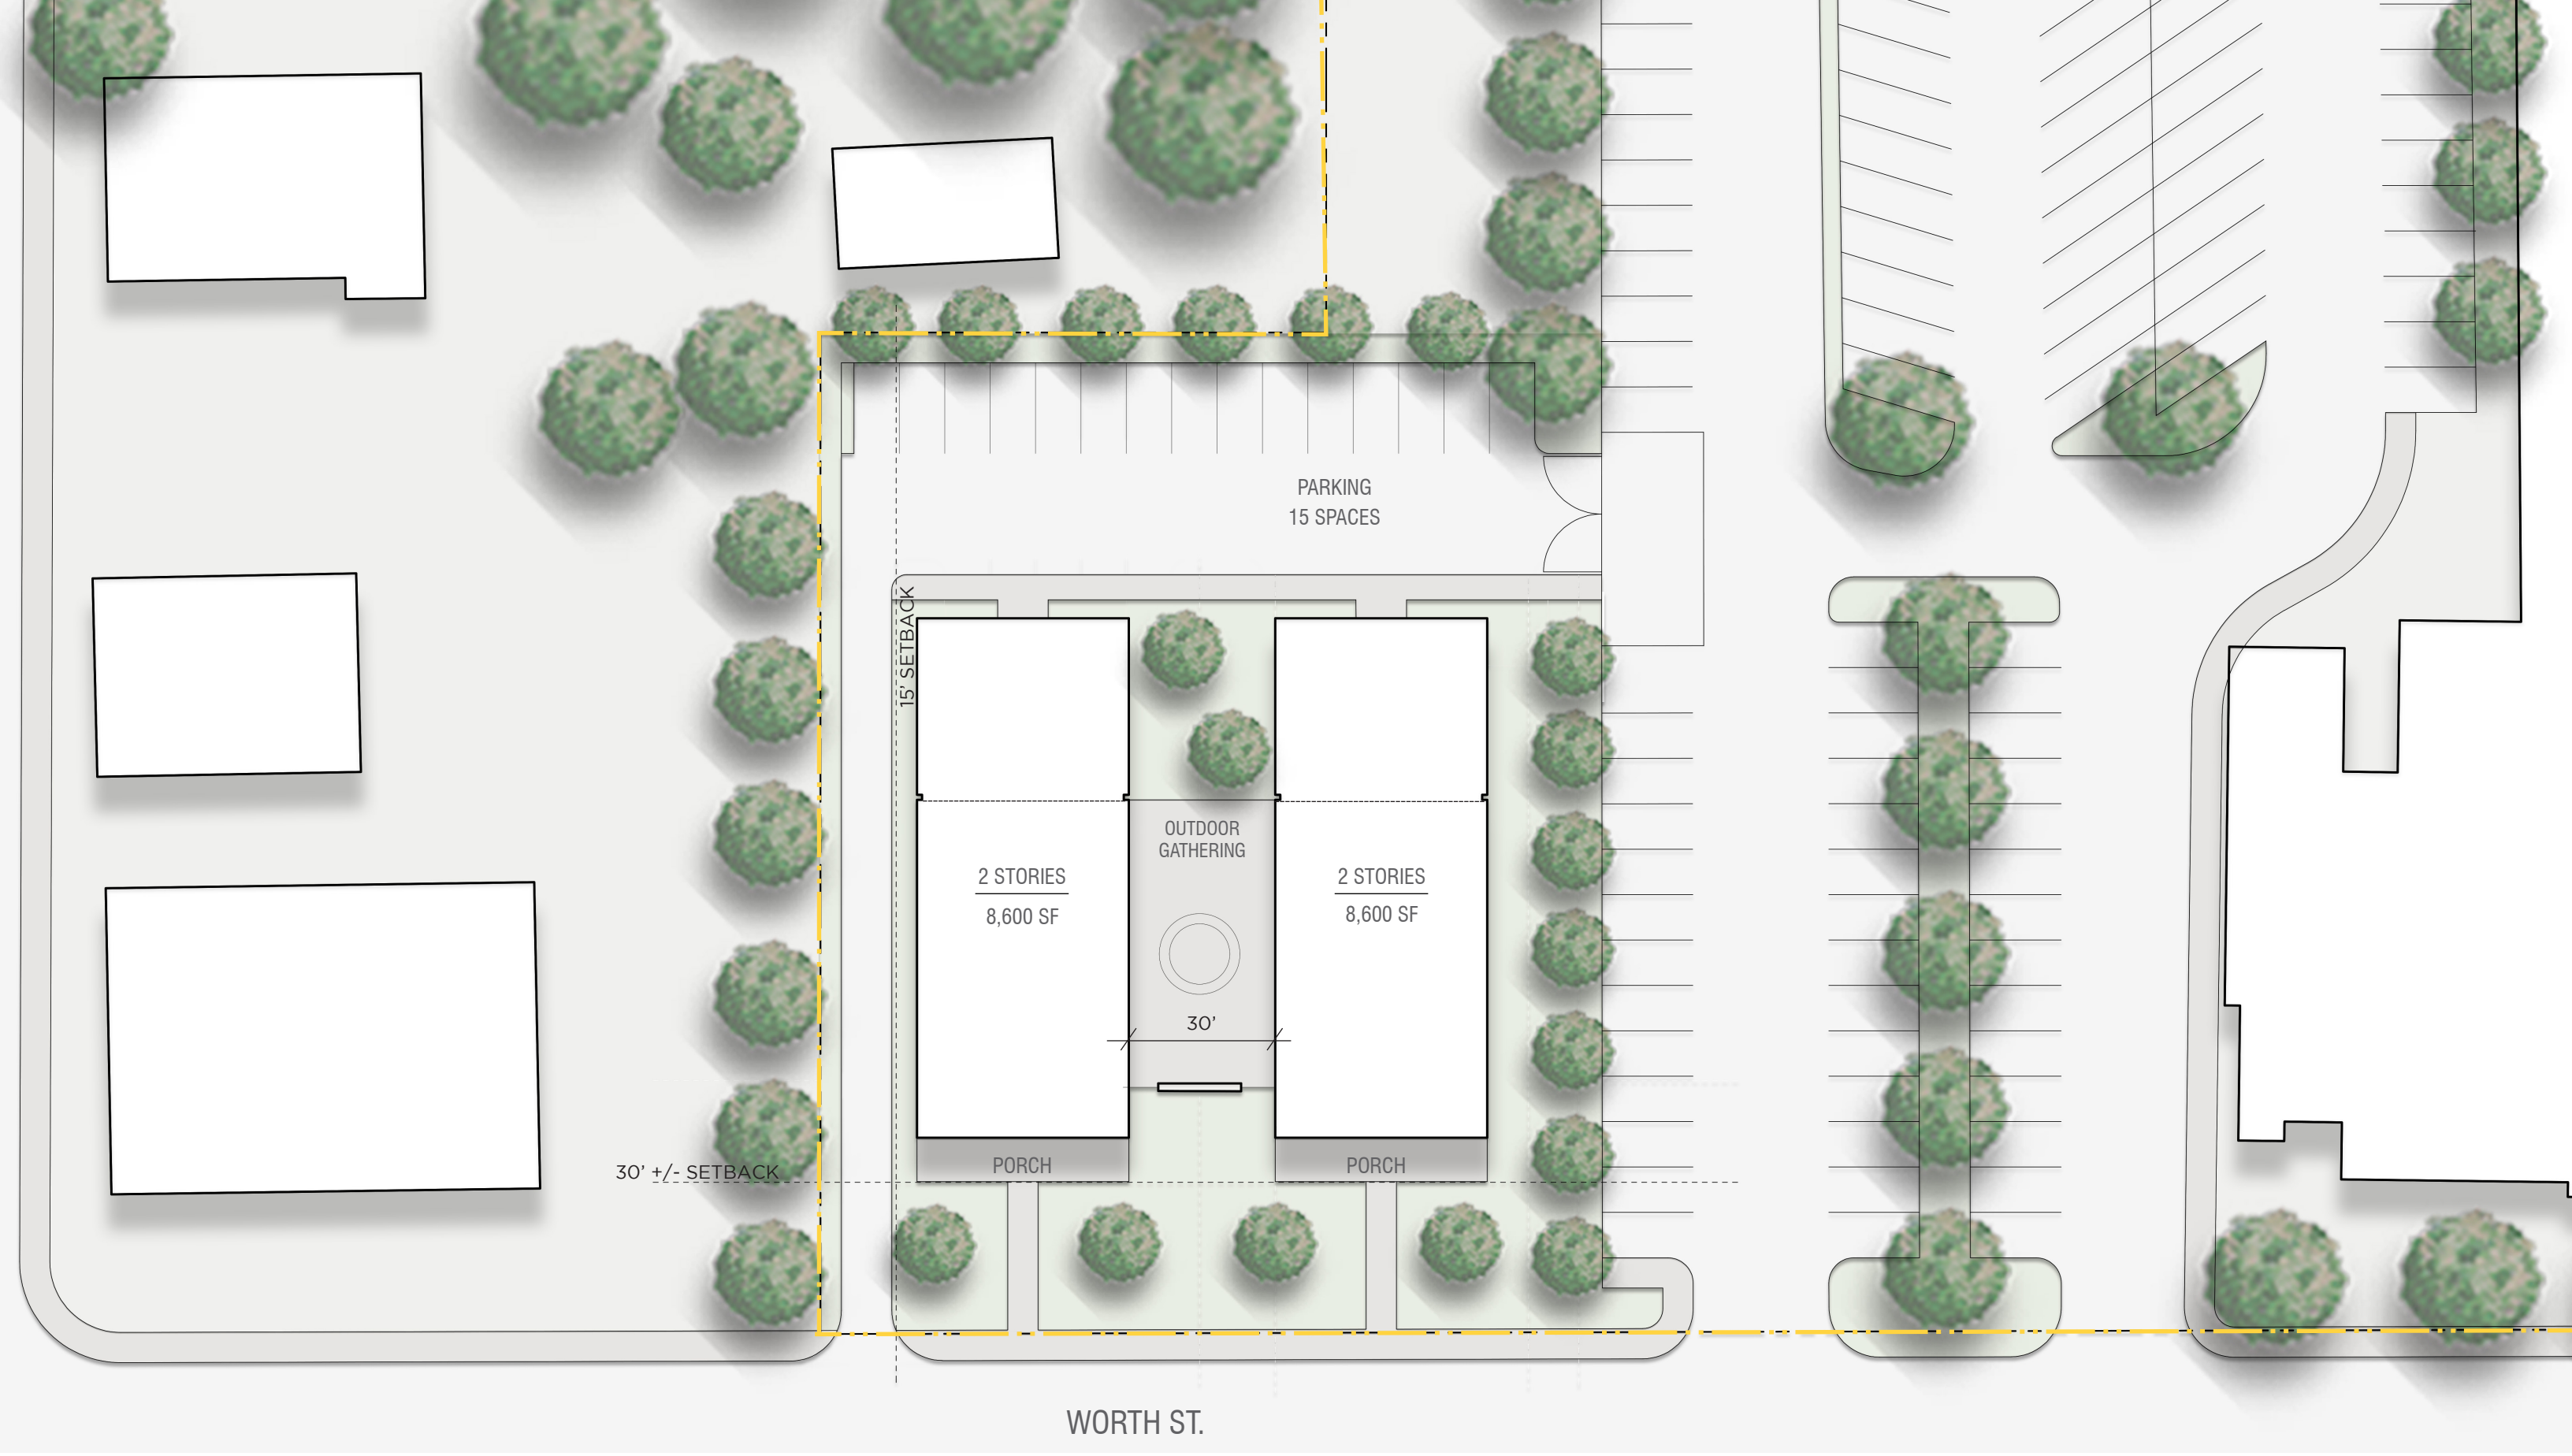 PARKING
15 SPACES
15' SETBACK
OUTDOOR
GATHERING
2 STORIES
8,600 SF
2 STORIES
8,600 SF
30'
PORCH
PORCH
30' +/- SETBACK
WORTH ST.